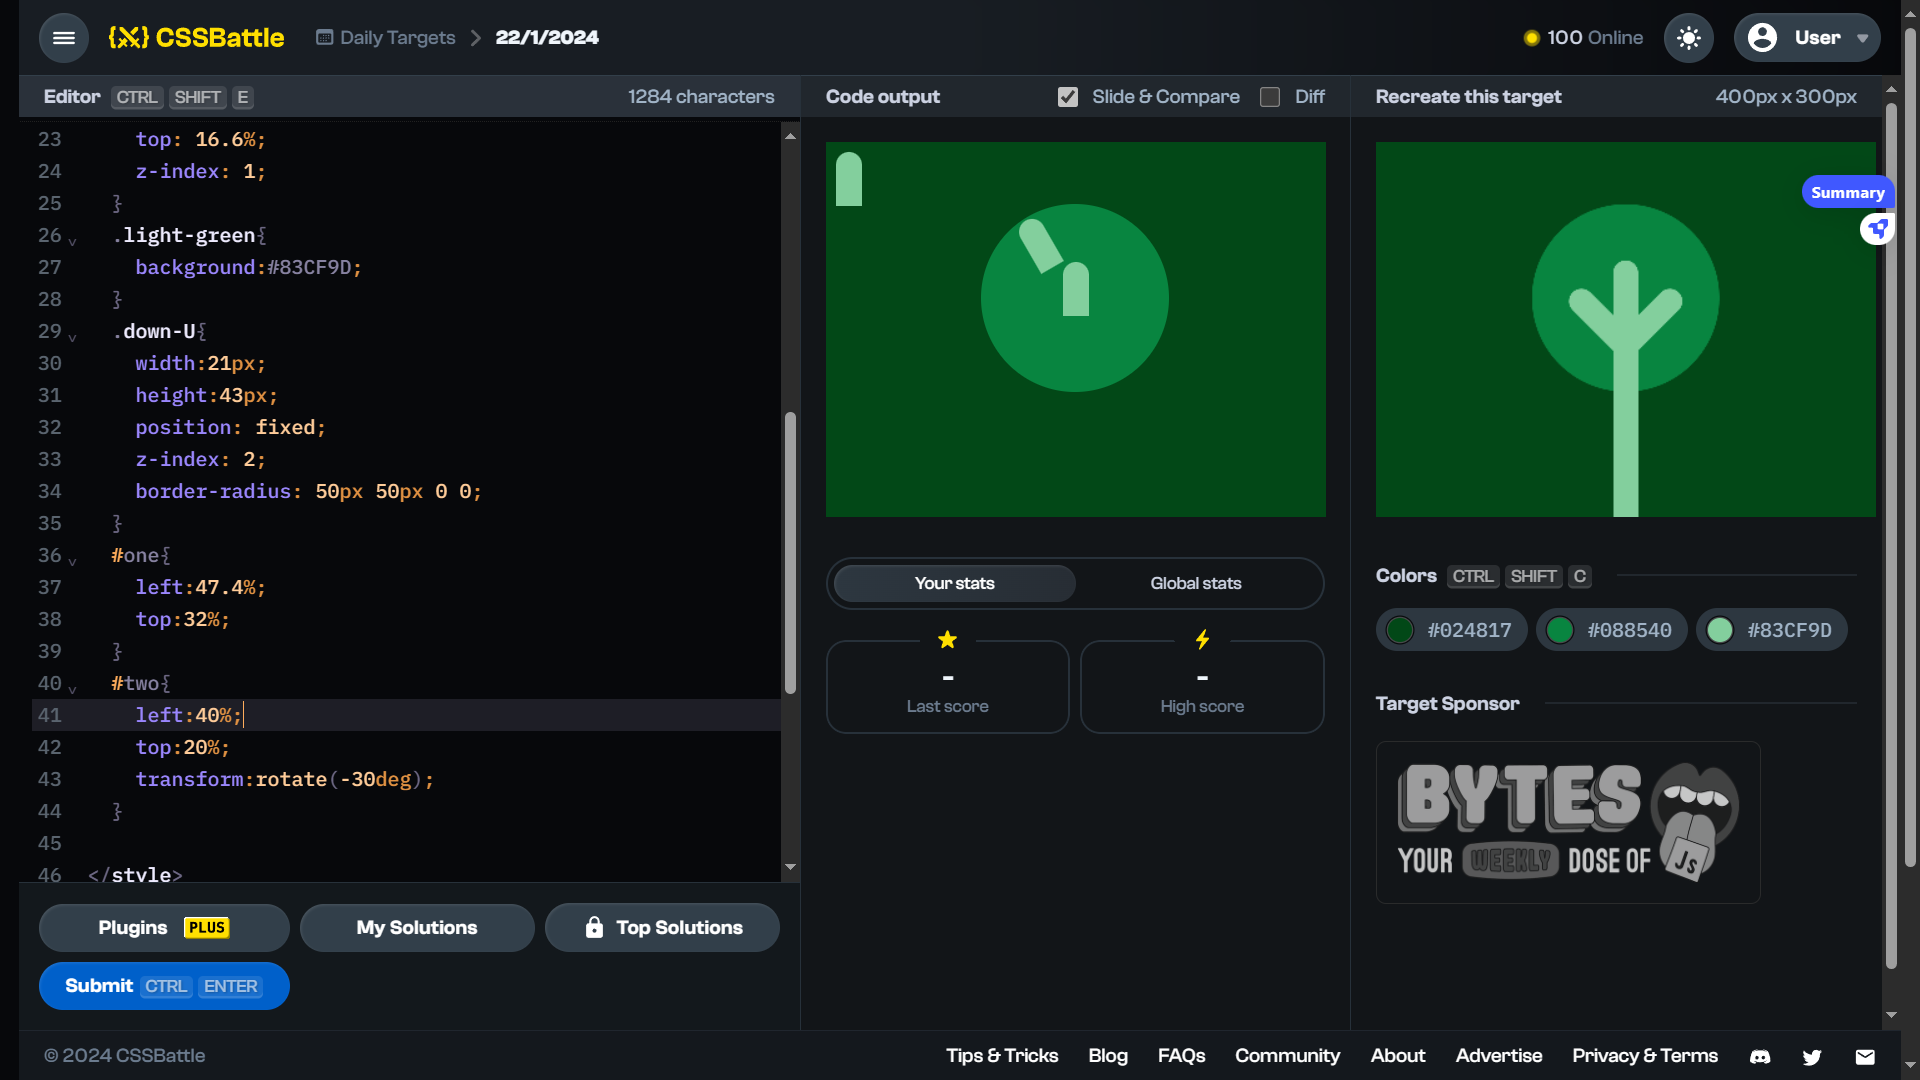 {X} CSSBattle
Daily Targets
22/1/2024
100 Online
User
Editor CTRL SHIFT E
1284 characters
23 top: 16.6%;
24 z-index: 1;
25 }
26 .light-green{
27 background:#83CF9D;
28 }
29 .down-U{
30 width:21px;
31 height:43px;
32 position: fixed;
33 z-index: 2;
34 border-radius: 50px 50px 0 0;
35 }
36 #one{
37 left:47.4%;
38 top:32%;
39 }
40 #two{
41 left:40%;
42 top:20%;
43 transform:rotate(-30deg);
44 }
45
46 </style>
Plugins PLUS
My Solutions
Top Solutions
Submit CTRL ENTER
Code output
Slide & Compare
Diff
Your stats
Global stats
-
Last score
-
High score
Recreate this target
400px x 300px
Summary
Colors CTRL SHIFT C
#024817
#088540
#83CF9D
Target Sponsor
BYTES
YOUR WEEKLY DOSE OF JS
© 2024 CSSBattle
Tips & Tricks
Blog
FAQs
Community
About
Advertise
Privacy & Terms